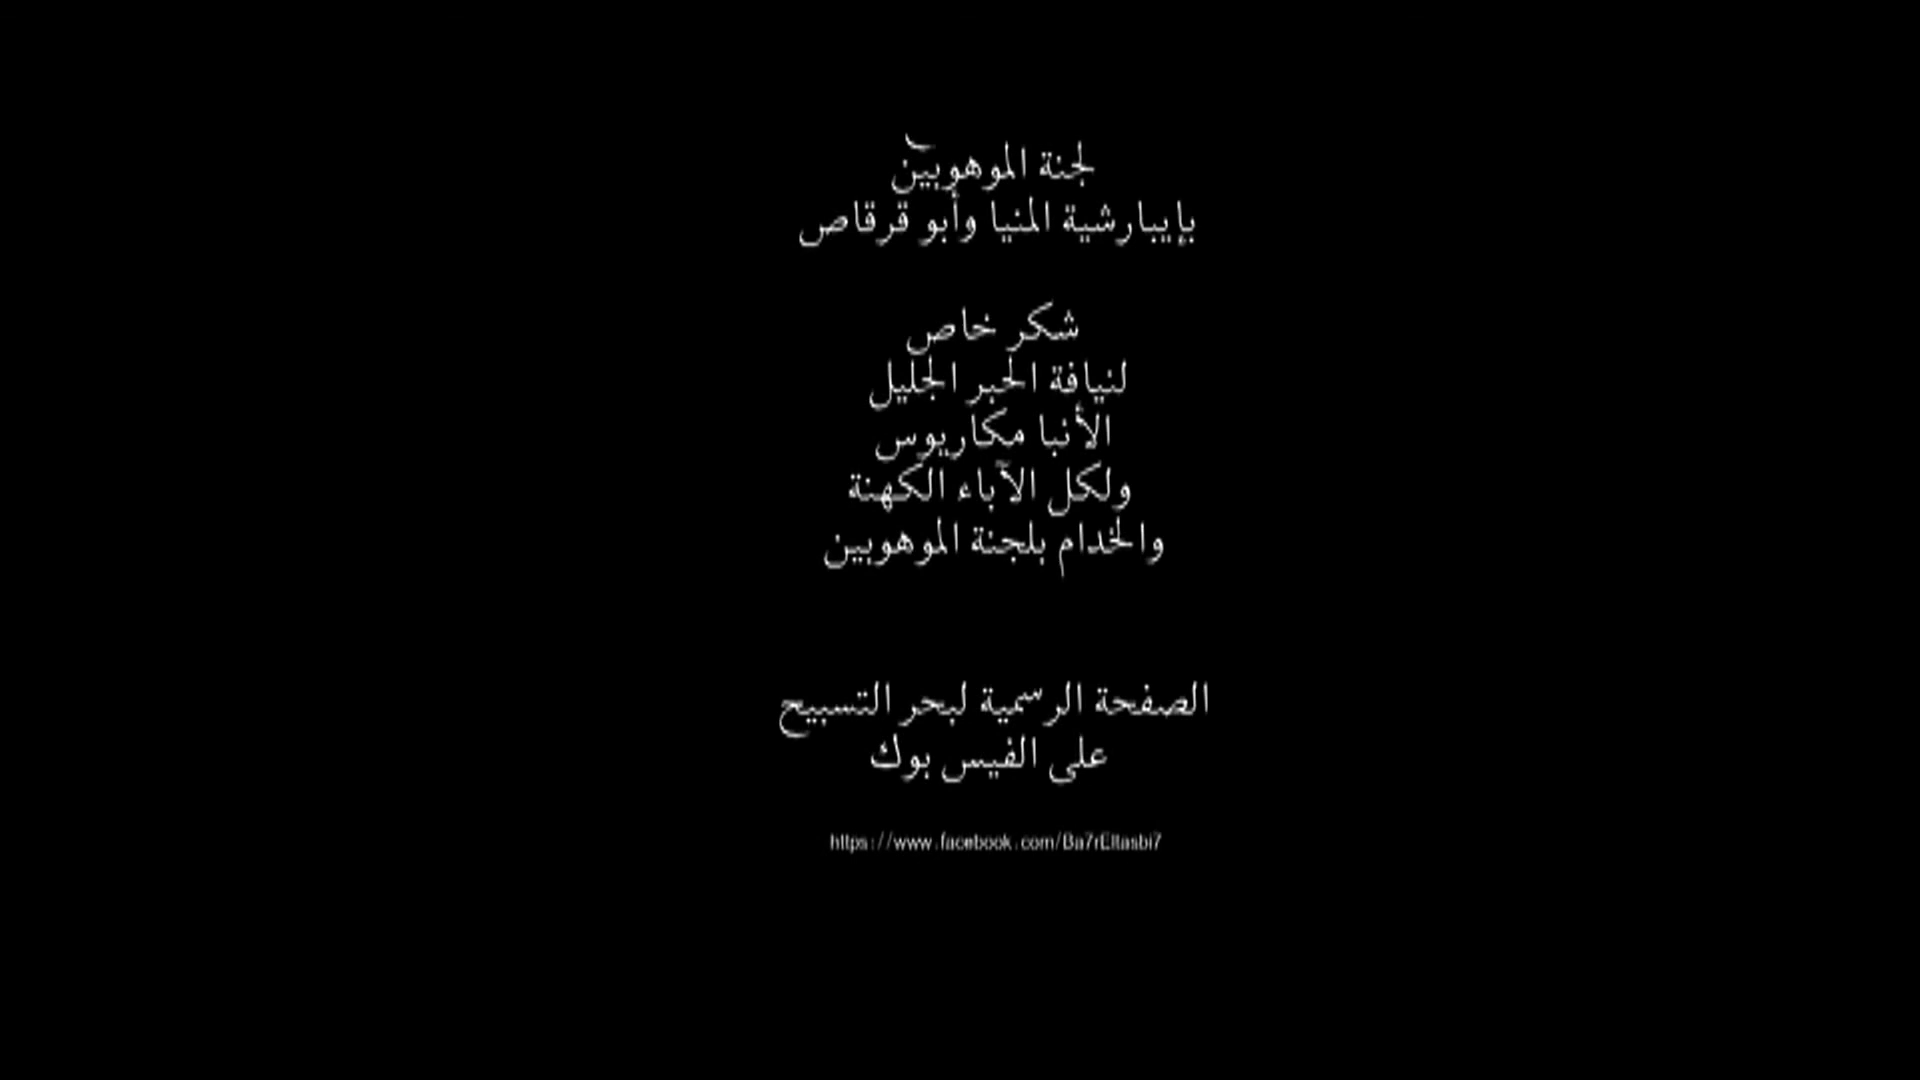 لجنة الموهوبين
بإيبارشية المنيا وأبو قرقاص
شكر خاص
لنيافة الحبر الجليل
الأنبا مكاريوس
ولكل الآباء الكهنة
والخدام بلجنة الموهوبين
الصفحة الرسمية لبحر التسبيح
على الفيس بوك
https://www.facebook.com/Ba7rEltasbi7